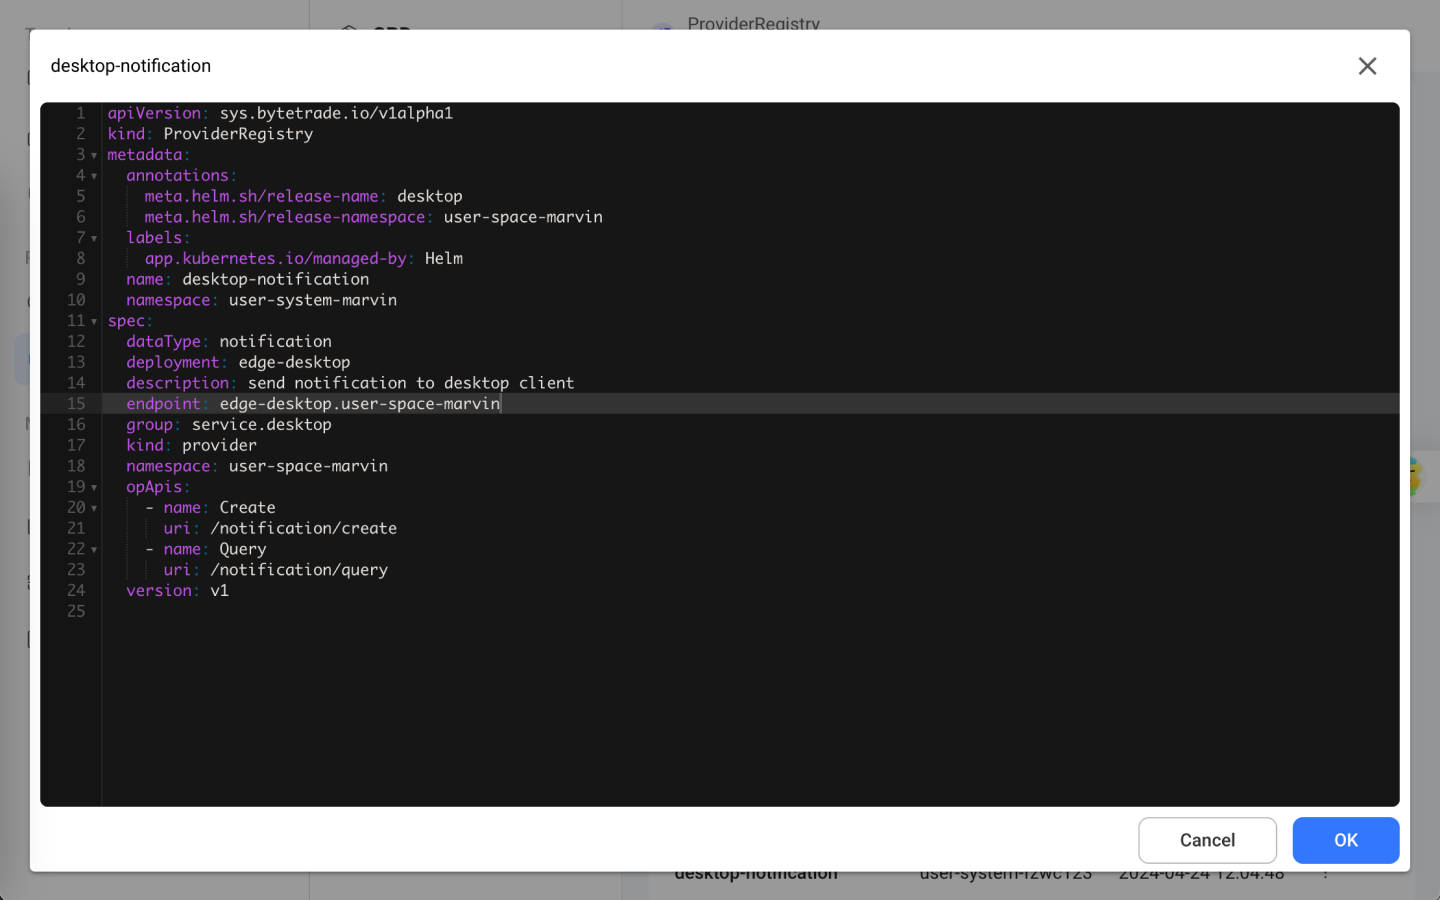 ProviderRegistry
desktop-notification
1 apiVersion: sys.bytetrade.io/v1alpha1
2 kind: ProviderRegistry
3 metadata:
4 annotations:
5 meta.helm.sh/release-name: desktop
6 meta.helm.sh/release-namespace: user-space-marvin
7 labels:
8 app.kubernetes.io/managed-by: Helm
9 name: desktop-notification
10 namespace: user-system-marvin
11 spec:
12 dataType: notification
13 deployment: edge-desktop
14 description: send notification to desktop client
15 endpoint: edge-desktop.user-space-marvin
16 group: service.desktop
17 kind: provider
18 namespace: user-space-marvin
19 opApis:
20 - name: Create
21 uri: /notification/create
22 - name: Query
23 uri: /notification/query
24 version: v1
25
Cancel OK
desktop-notification 2024-04-24 12:04:48